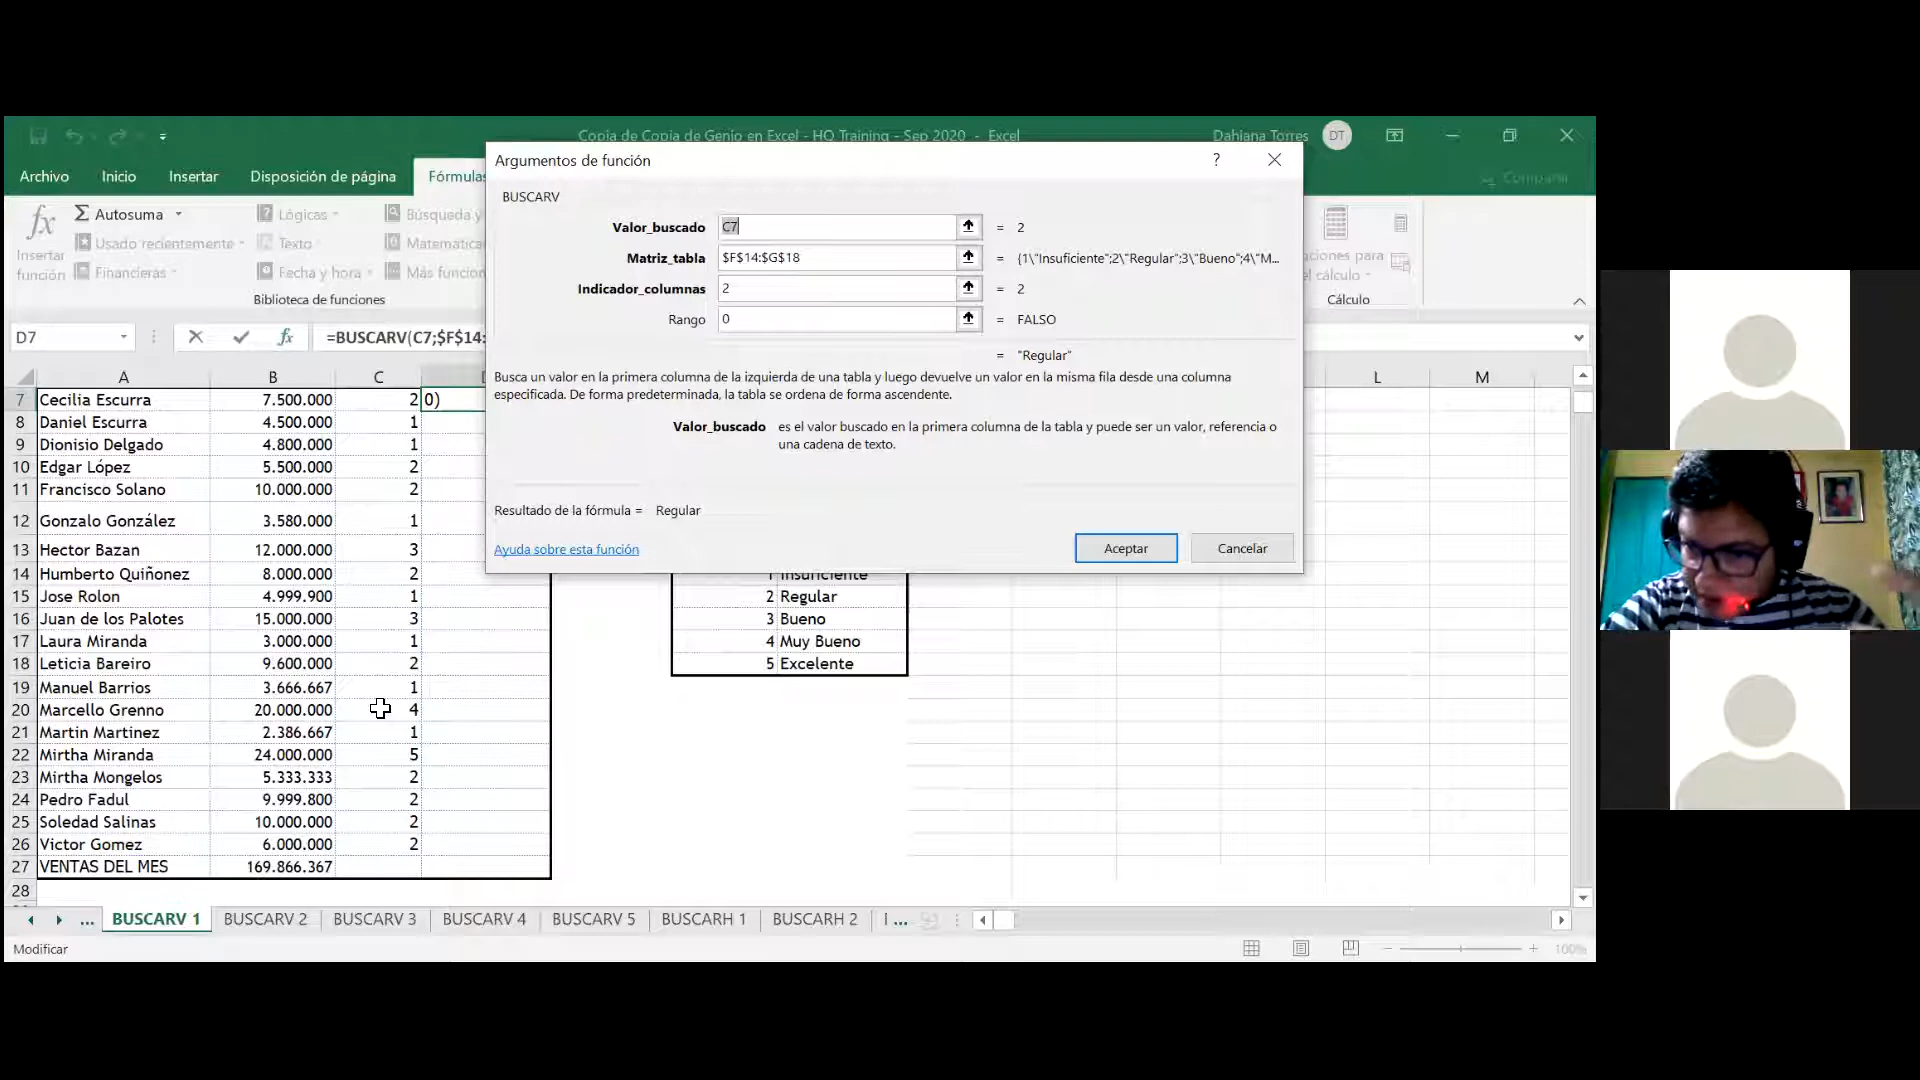 Copia de Copia de Genio en Excel - HQ Training - Sep 2020 - Excel
Dahiana Torres DT
Archivo Inicio Insertar Disposición de página Fórmulas
Compartir
Insertar función
Autosuma
Usado recientemente
Financieras
Lógicas
Texto
Fecha y hora
Búsqueda y
Matemáticas
Más funcion
Biblioteca de funciones
ciones para
el cálculo
Cálculo
Argumentos de función
?
BUSCARV
Valor_buscado C7 = 2
Matriz_tabla $F$14:$G$18 = {1\"Insuficiente";2\"Regular";3\"Bueno";4\"M...
Indicador_columnas 2 = 2
Rango 0 = FALSO
= "Regular"
Busca un valor en la primera columna de la izquierda de una tabla y luego devuelve un valor en la misma fila desde una columna
especificada. De forma predeterminada, la tabla se ordena de forma ascendente.
Valor_buscado es el valor buscado en la primera columna de la tabla y puede ser un valor, referencia o
una cadena de texto.
Resultado de la fórmula = Regular
Ayuda sobre esta función
Aceptar Cancelar
D7 fx =BUSCARV(C7;$F$14:
A B C L M
7 Cecilia Escurra 7.500.000 2 0)
8 Daniel Escurra 4.500.000 1
9 Dionisio Delgado 4.800.000 1
10 Edgar López 5.500.000 2
11 Francisco Solano 10.000.000 2
12 Gonzalo González 3.580.000 1
13 Hector Bazan 12.000.000 3
14 Humberto Quiñonez 8.000.000 2 1 Insuficiente
15 Jose Rolon 4.999.900 1 2 Regular
16 Juan de los Palotes 15.000.000 3 3 Bueno
17 Laura Miranda 3.000.000 1 4 Muy Bueno
18 Leticia Bareiro 9.600.000 2 5 Excelente
19 Manuel Barrios 3.666.667 1
20 Marcello Grenno 20.000.000 4
21 Martin Martinez 2.386.667 1
22 Mirtha Miranda 24.000.000 5
23 Mirtha Mongelos 5.333.333 2
24 Pedro Fadul 9.999.800 2
25 Soledad Salinas 10.000.000 2
26 Victor Gomez 6.000.000 2
27 VENTAS DEL MES 169.866.367
28
... BUSCARV 1 BUSCARV 2 BUSCARV 3 BUSCARV 4 BUSCARV 5 BUSCARH 1 BUSCARH 2 ...
Modificar
100%